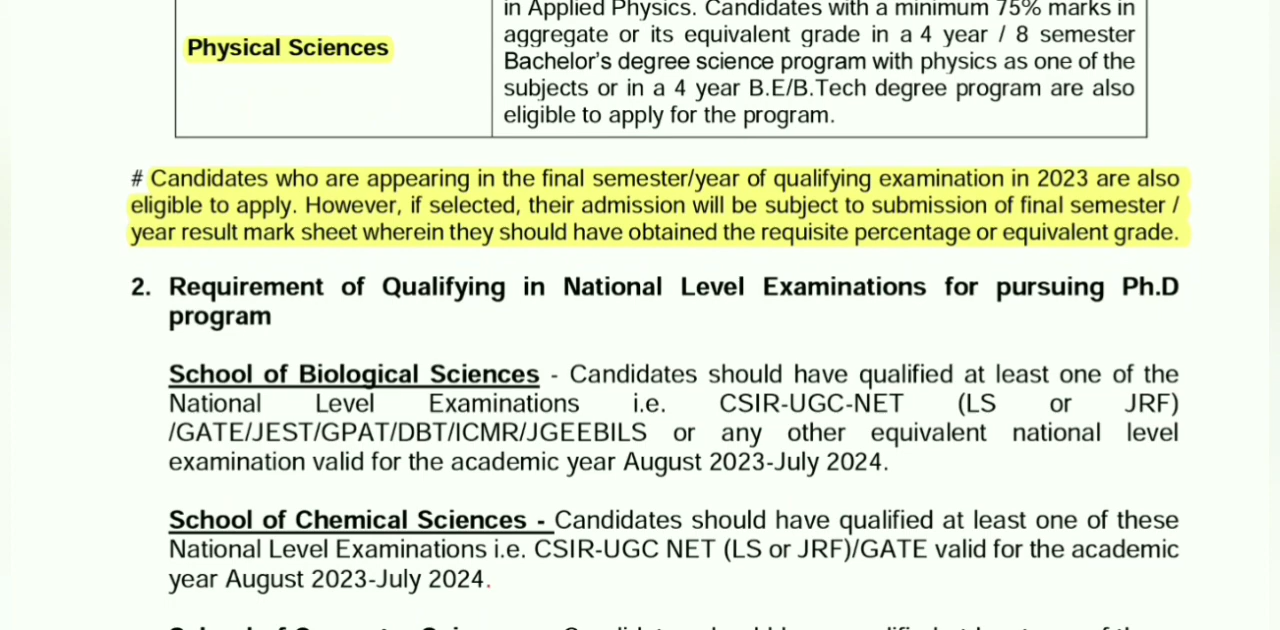 in Applied Physics. Candidates with a minimum 75% marks in
aggregate or its equivalent grade in a 4 year / 8 semester
Physical Sciences
Bachelor's degree science program with physics as one of the
subjects or in a 4 year B.E/B.Tech degree program are also
eligible to apply for the program.
# Candidates who are appearing in the final semester/year of qualifying examination in 2023 are also
eligible to apply. However, if selected, their admission will be subject to submission of final semester /
year result mark sheet wherein they should have obtained the requisite percentage or equivalent grade.
2. Requirement of Qualifying in National Level Examinations for pursuing Ph.D
program
School of Biological Sciences - Candidates should have qualified at least one of the
National Level Examinations i.e. CSIR-UGC-NET (LS or JRF)
/GATE/JEST/GPAT/DBT/ICMR/JGEEBILS or any other equivalent national level
examination valid for the academic year August 2023-July 2024.
School of Chemical Sciences - Candidates should have qualified at least one of these
National Level Examinations i.e. CSIR-UGC NET (LS or JRF)/GATE valid for the academic
year August 2023-July 2024.